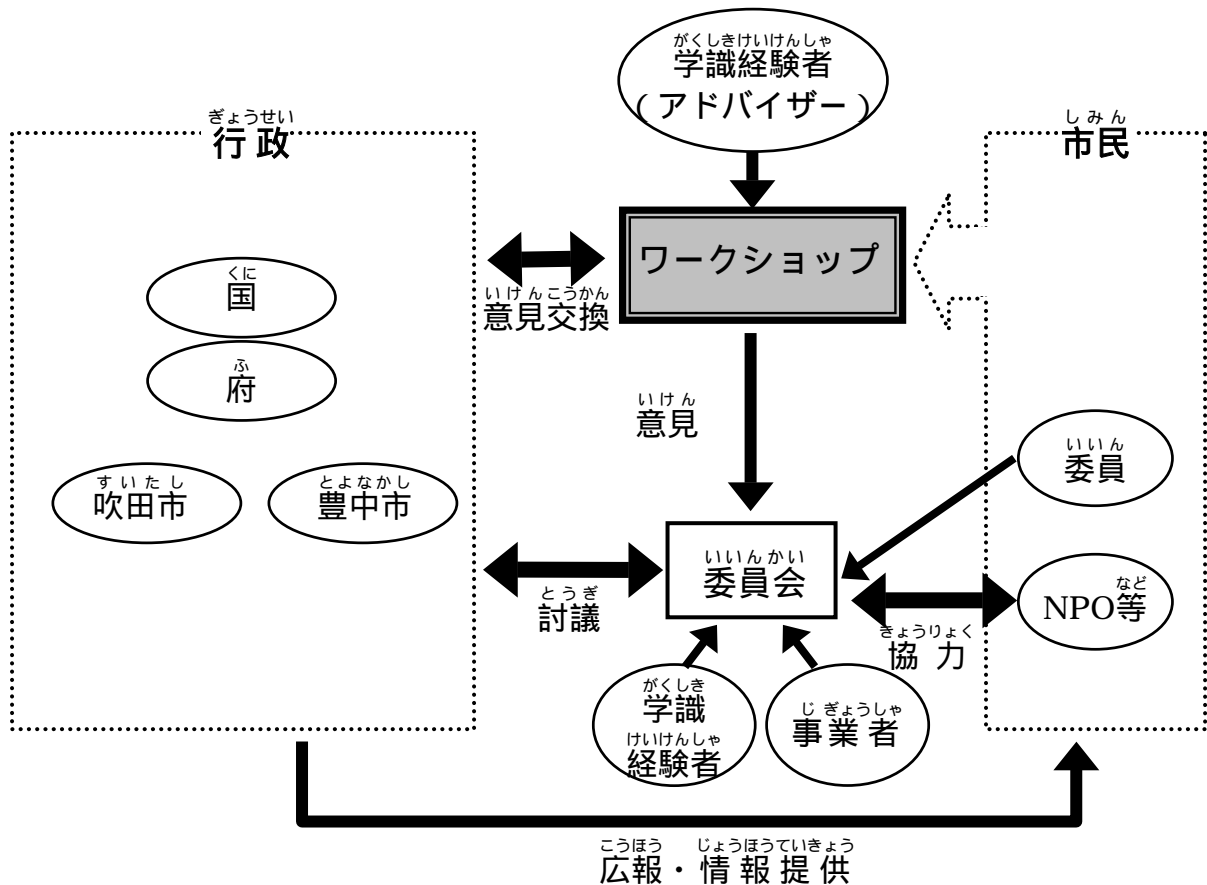 がくしきけいけんしゃ
学識経験者
(アドバイザー)
ぎょうせい
行政
しみん
市民
ワークショップ
くに
国
いけんこうかん
意見交換
ふ
府
いけん
意見
いいん
委員
すいたし
吹田市
とよなかし
豊中市
いいんかい
委員会
とうぎ
討議
NPO等
など
きょうりょく
協力
がくしき
学識
けいけんしゃ
経験者
じぎょうしゃ
事業者
こうほう じょうほうていきょう
広報・情報提供